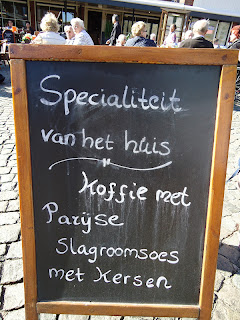 Specialiteit
van het huis
Koffie met
Parijse
Slagroomsoes
met Kersen